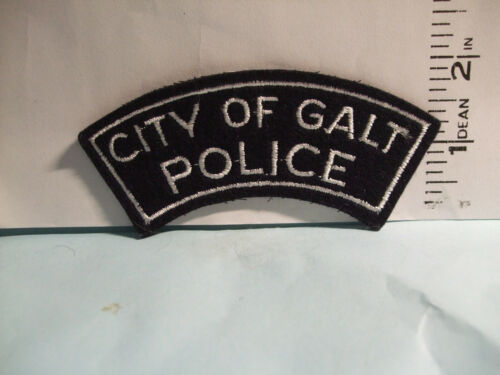 CITY OF GALT
POLICE
1 2 IN
DEAN